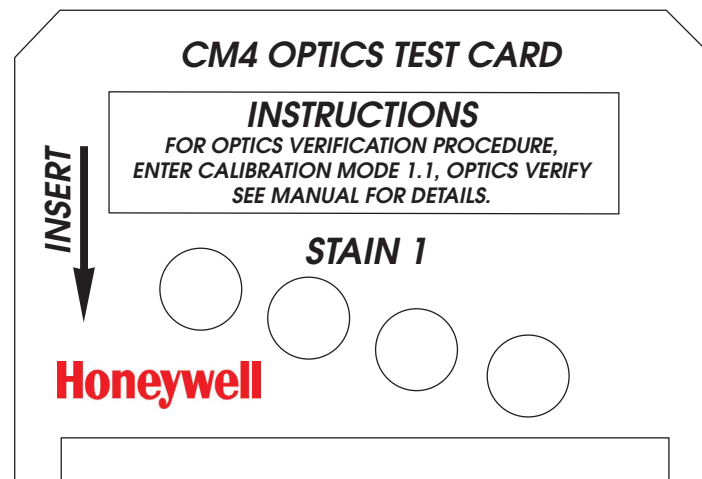 CM4 OPTICS TEST CARD
INSTRUCTIONS
FOR OPTICS VERIFICATION PROCEDURE,
ENTER CALIBRATION MODE 1.1, OPTICS VERIFY
SEE MANUAL FOR DETAILS.
INSERT
STAIN 1
Honeywell